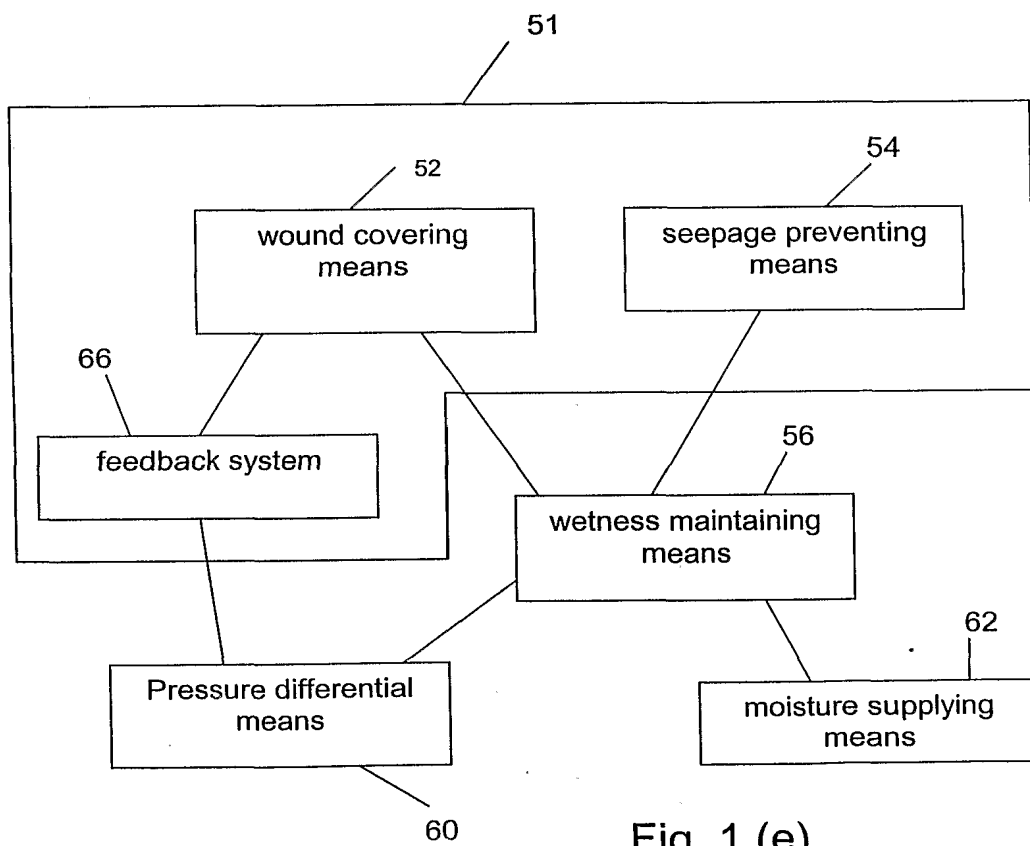 51
52
54
wound covering
means
seepage preventing
means
66
feedback system
56
wetness maintaining
means
62
Pressure differential
means
moisture supplying
means
60
Fig. 1 (e)